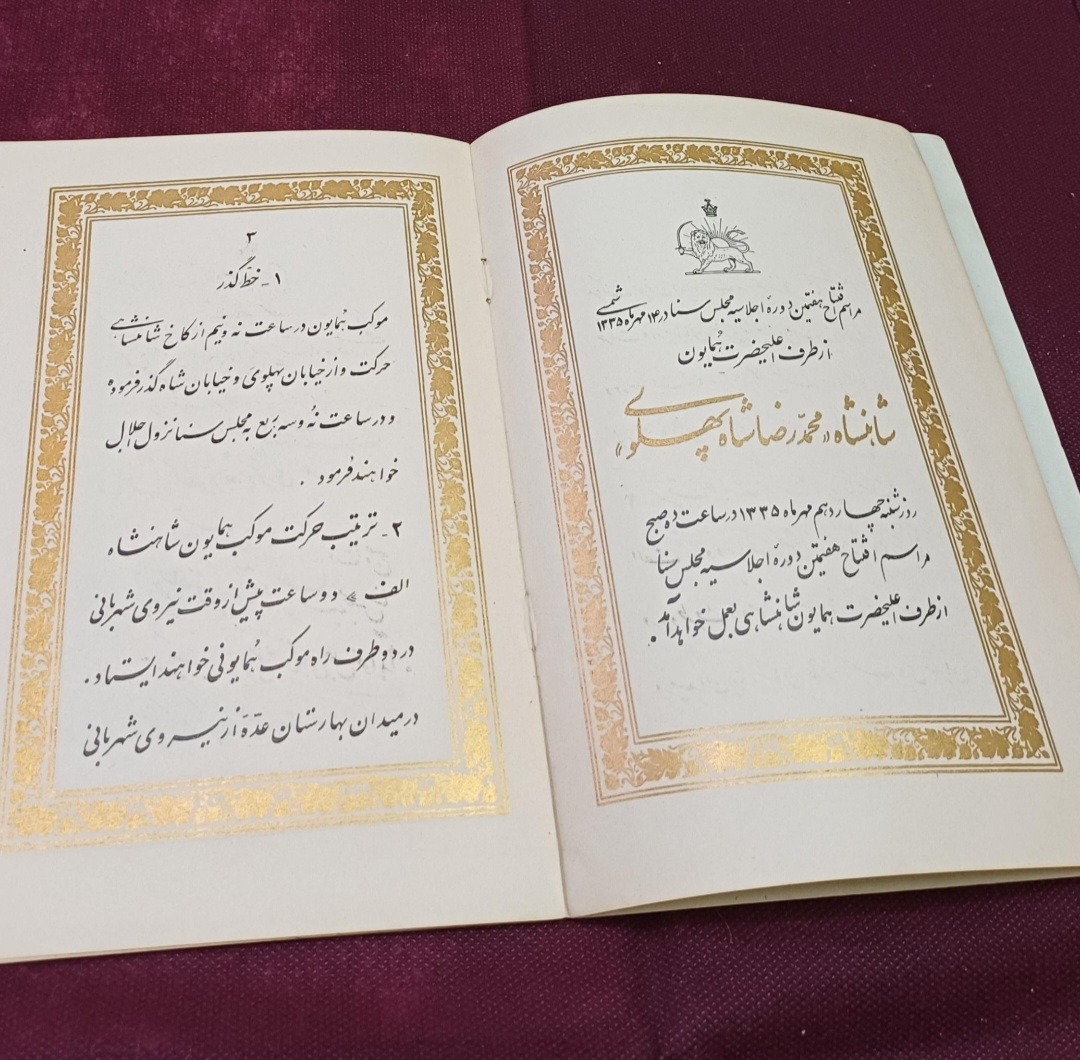 مراسم افتتاح هفتمین دورهٔ اجلاسیه مجلس سنا در ۱۴ مهرماه ۱۳۳۵ شمسی
از طرف اعلیحضرت همایون
شاهنشاه «محمّدرضا شاه پهلوی»
روز شنبه چهاردهم مهرماه ۱۳۳۵ در ساعت ده صبح
مراسم افتتاح هفتمین دورهٔ اجلاسیه مجلس سنا
از طرف اعلیحضرت همایون شاهنشاهی بعمل خواهد آمد.
۳
۱ـ خطّ گذر
موکب همایون در ساعت نه و نیم از کاخ شاهنشاهی
حرکت و از خیابان پهلوی و خیابان شاه گذر فرموده
و در ساعت نه و سه ربع به مجلس سنا نزول اجلال
خواهند فرمود.
۲ـ ترتیب حرکت موکب همایون شاهنشاه
الف» دو ساعت پیش از وقت نیروی شهربانی
در دو طرف راه موکب همایونی خواهند ایستاد.
در میدان بهارستان عدّهٔ از نیروی شهربانی